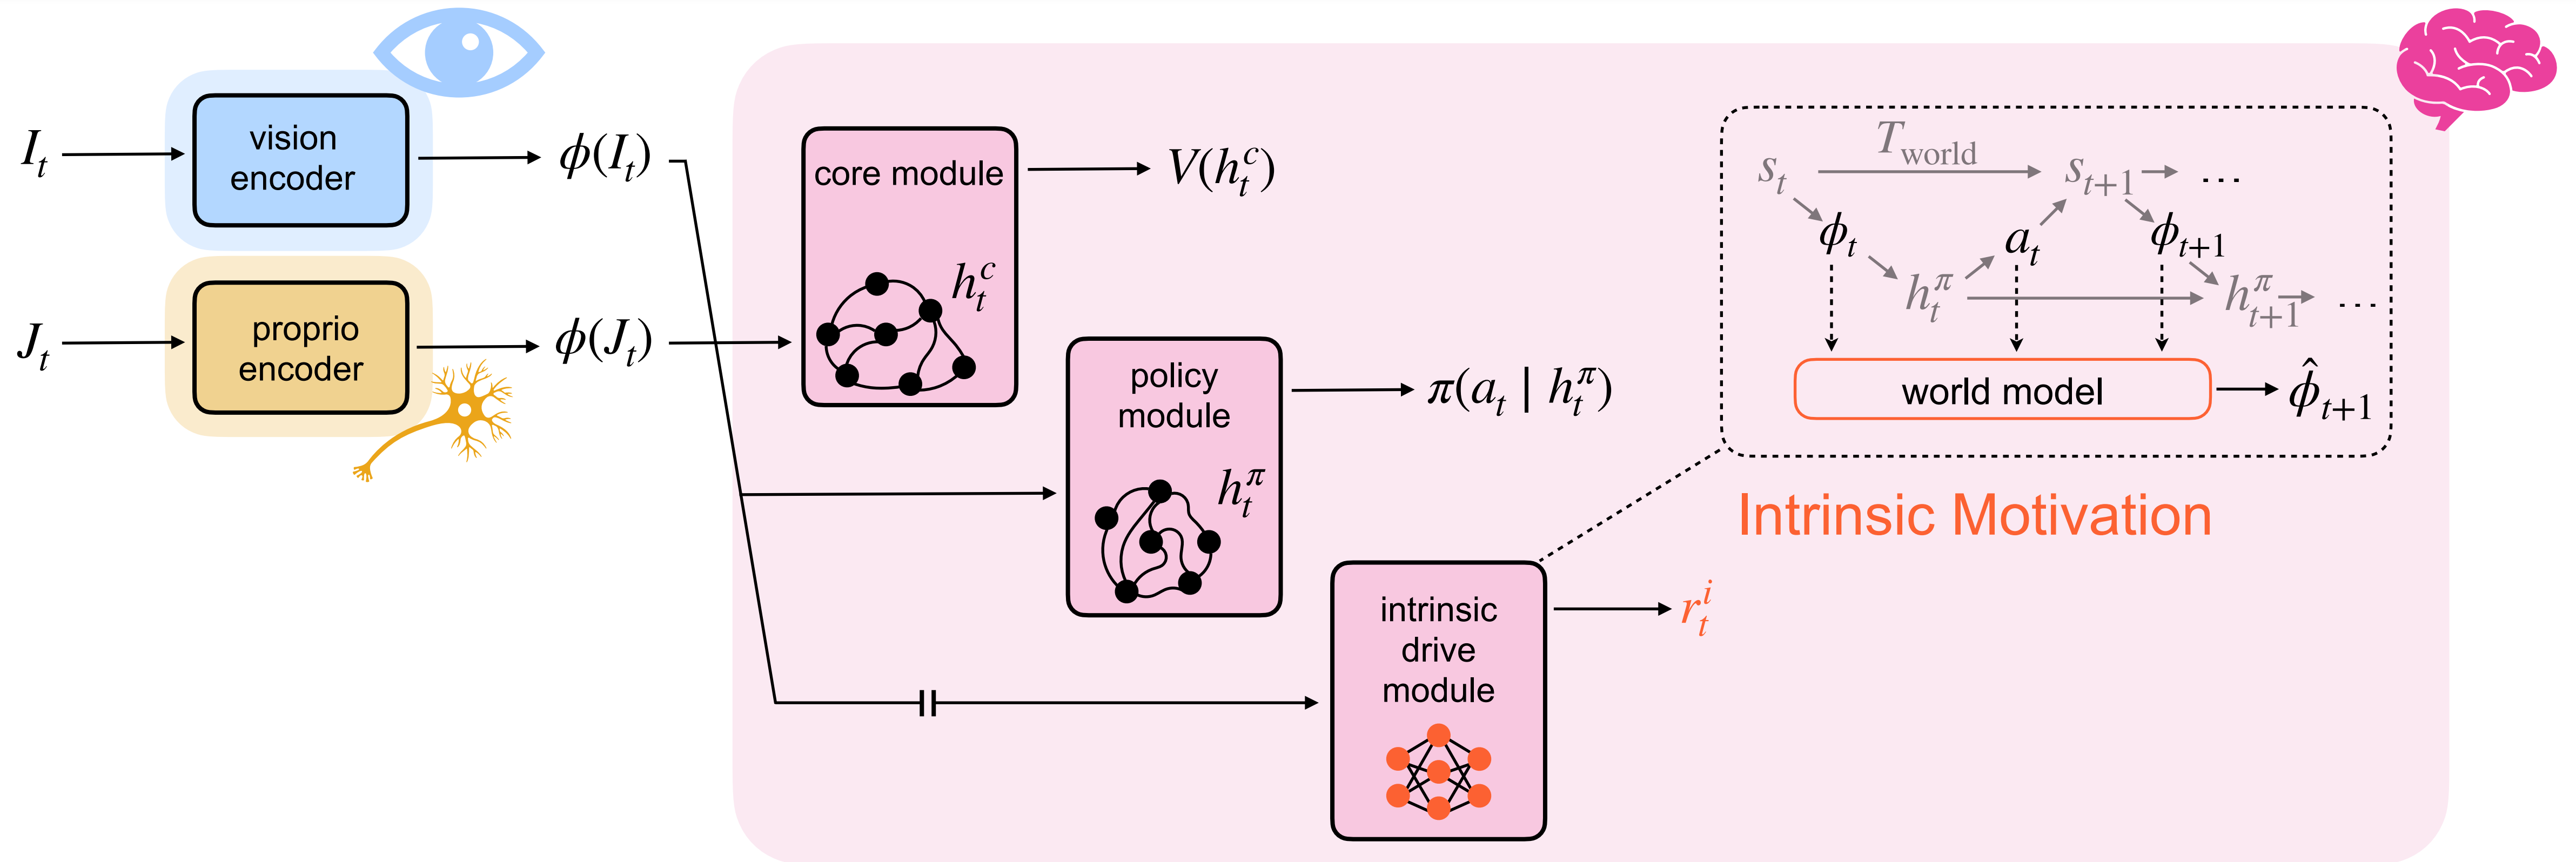 I_t
vision
encoder
ϕ(I_t)
J_t
proprio
encoder
ϕ(J_t)
core module
h_t^c
V(h_t^c)
policy
module
h_t^π
π(a_t | h_t^π)
intrinsic
drive
module
r_t^i
s_t
T_world
s_{t+1}
...
ϕ_t
a_t
ϕ_{t+1}
h_t^π
h_{t+1}^π
...
world model
ϕ̂_{t+1}
Intrinsic Motivation